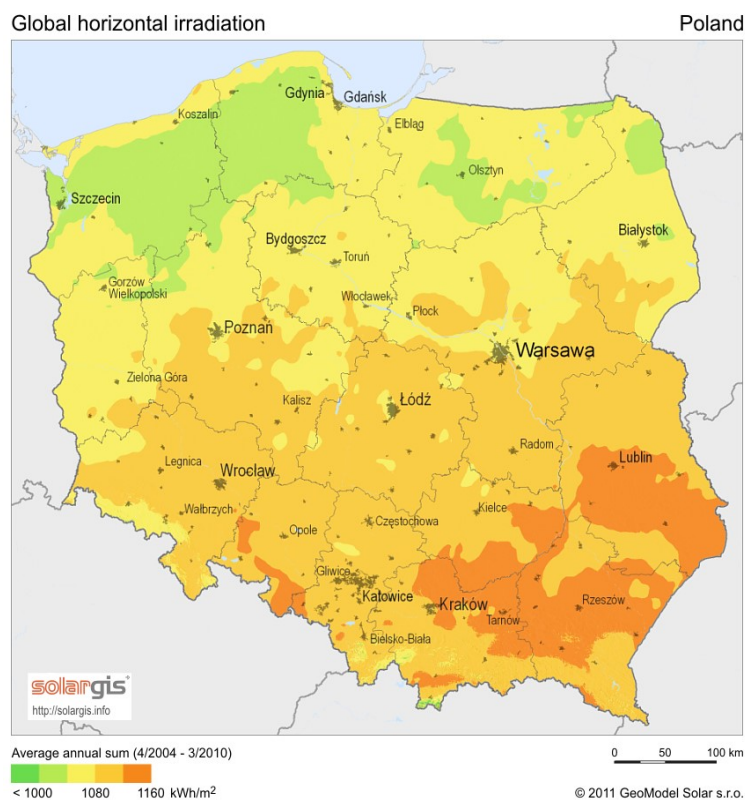 Global horizontal irradiation
Poland
Gdynia
Gdańsk
Koszalin
Elbląg
Olsztyn
Szczecin
Białystok
Bydgoszcz
Toruń
Gorzów
Wielkopolski
Włocławek
Płock
Poznań
Warsawa
Zielona Góra
Kalisz
Łódź
Radom
Legnica
Wrocław
Lublin
Wałbrzych
Opole
Częstochowa
Kielce
Gliwice
Katowice
Kraków
Tarnów
Rzeszów
Bielsko-Biała
solargis
http://solargis.info
Average annual sum (4/2004 - 3/2010)
0 50 100 km
< 1000 1080 1160 kWh/m²
© 2011 GeoModel Solar s.r.o.